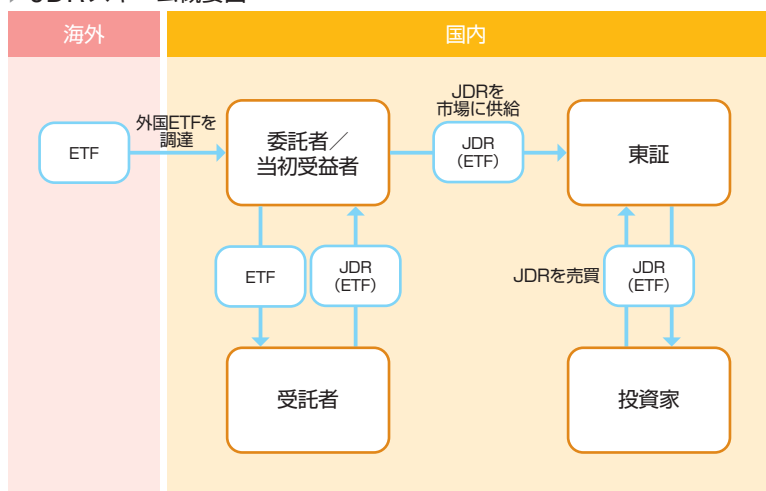 海外
国内
ETF
外国ETFを
調達
委託者／
当初受益者
JDRを
市場に供給
JDR
(ETF)
東証
ETF
JDR
(ETF)
JDRを売買
JDR
(ETF)
受託者
投資家